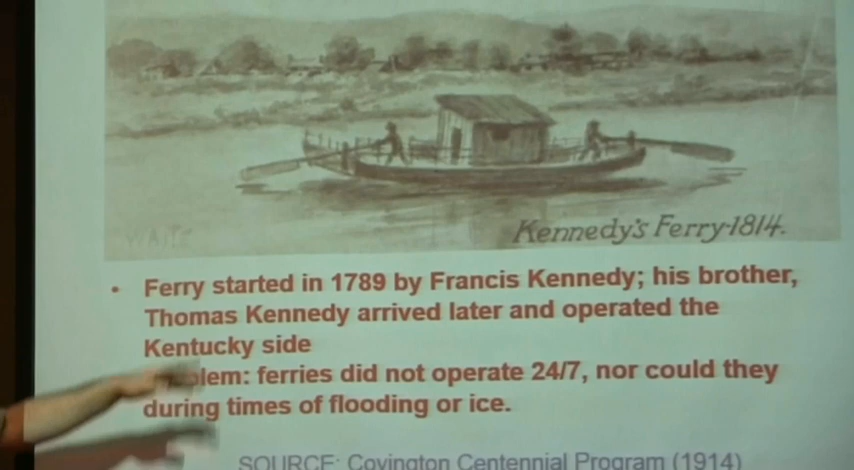 WAITE
Kennedy's Ferry-1814.
• Ferry started in 1789 by Francis Kennedy; his brother,
Thomas Kennedy arrived later and operated the
Kentucky side
blem: ferries did not operate 24/7, nor could they
during times of flooding or ice.
SOURCE: Covington Centennial Program (1914)